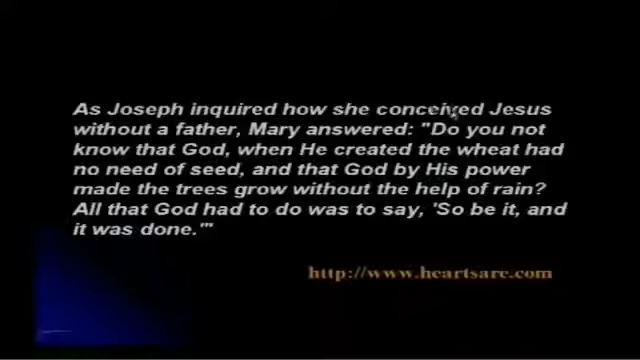 As Joseph inquired how she conceived Jesus
without a father, Mary answered: "Do you not
know that God, when He created the wheat had
no need of seed, and that God by His power
made the trees grow without the help of rain?
All that God had to do was to say, 'So be it, and
it was done.'"
http://www.heartsare.com